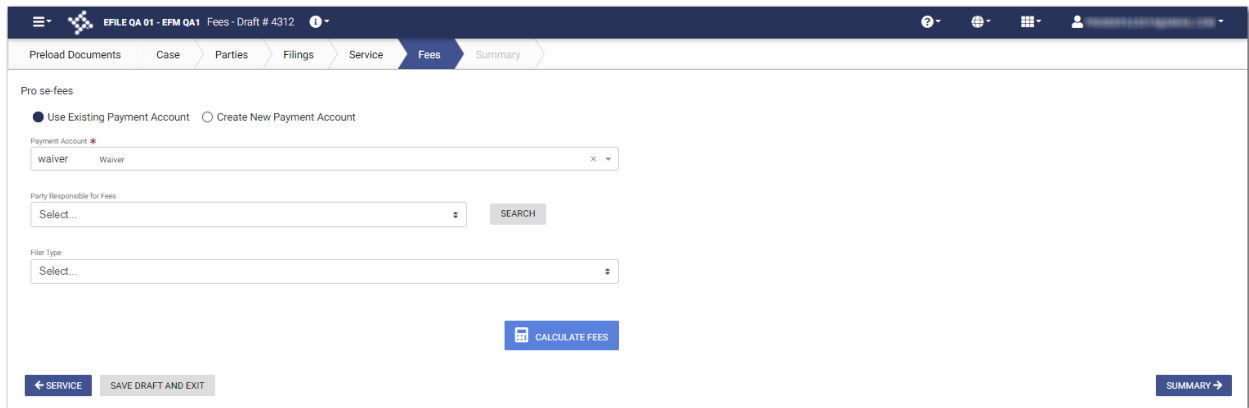 EFILE QA 01 - EFM QA1 Fees - Draft # 4312
Preload Documents Case Parties Filings Service Fees Summary
Pro se-fees
Use Existing Payment Account Create New Payment Account
Payment Account *
waiver Waiver
Party Responsible for Fees
Select... SEARCH
Filer Type
Select...
CALCULATE FEES
SERVICE SAVE DRAFT AND EXIT SUMMARY